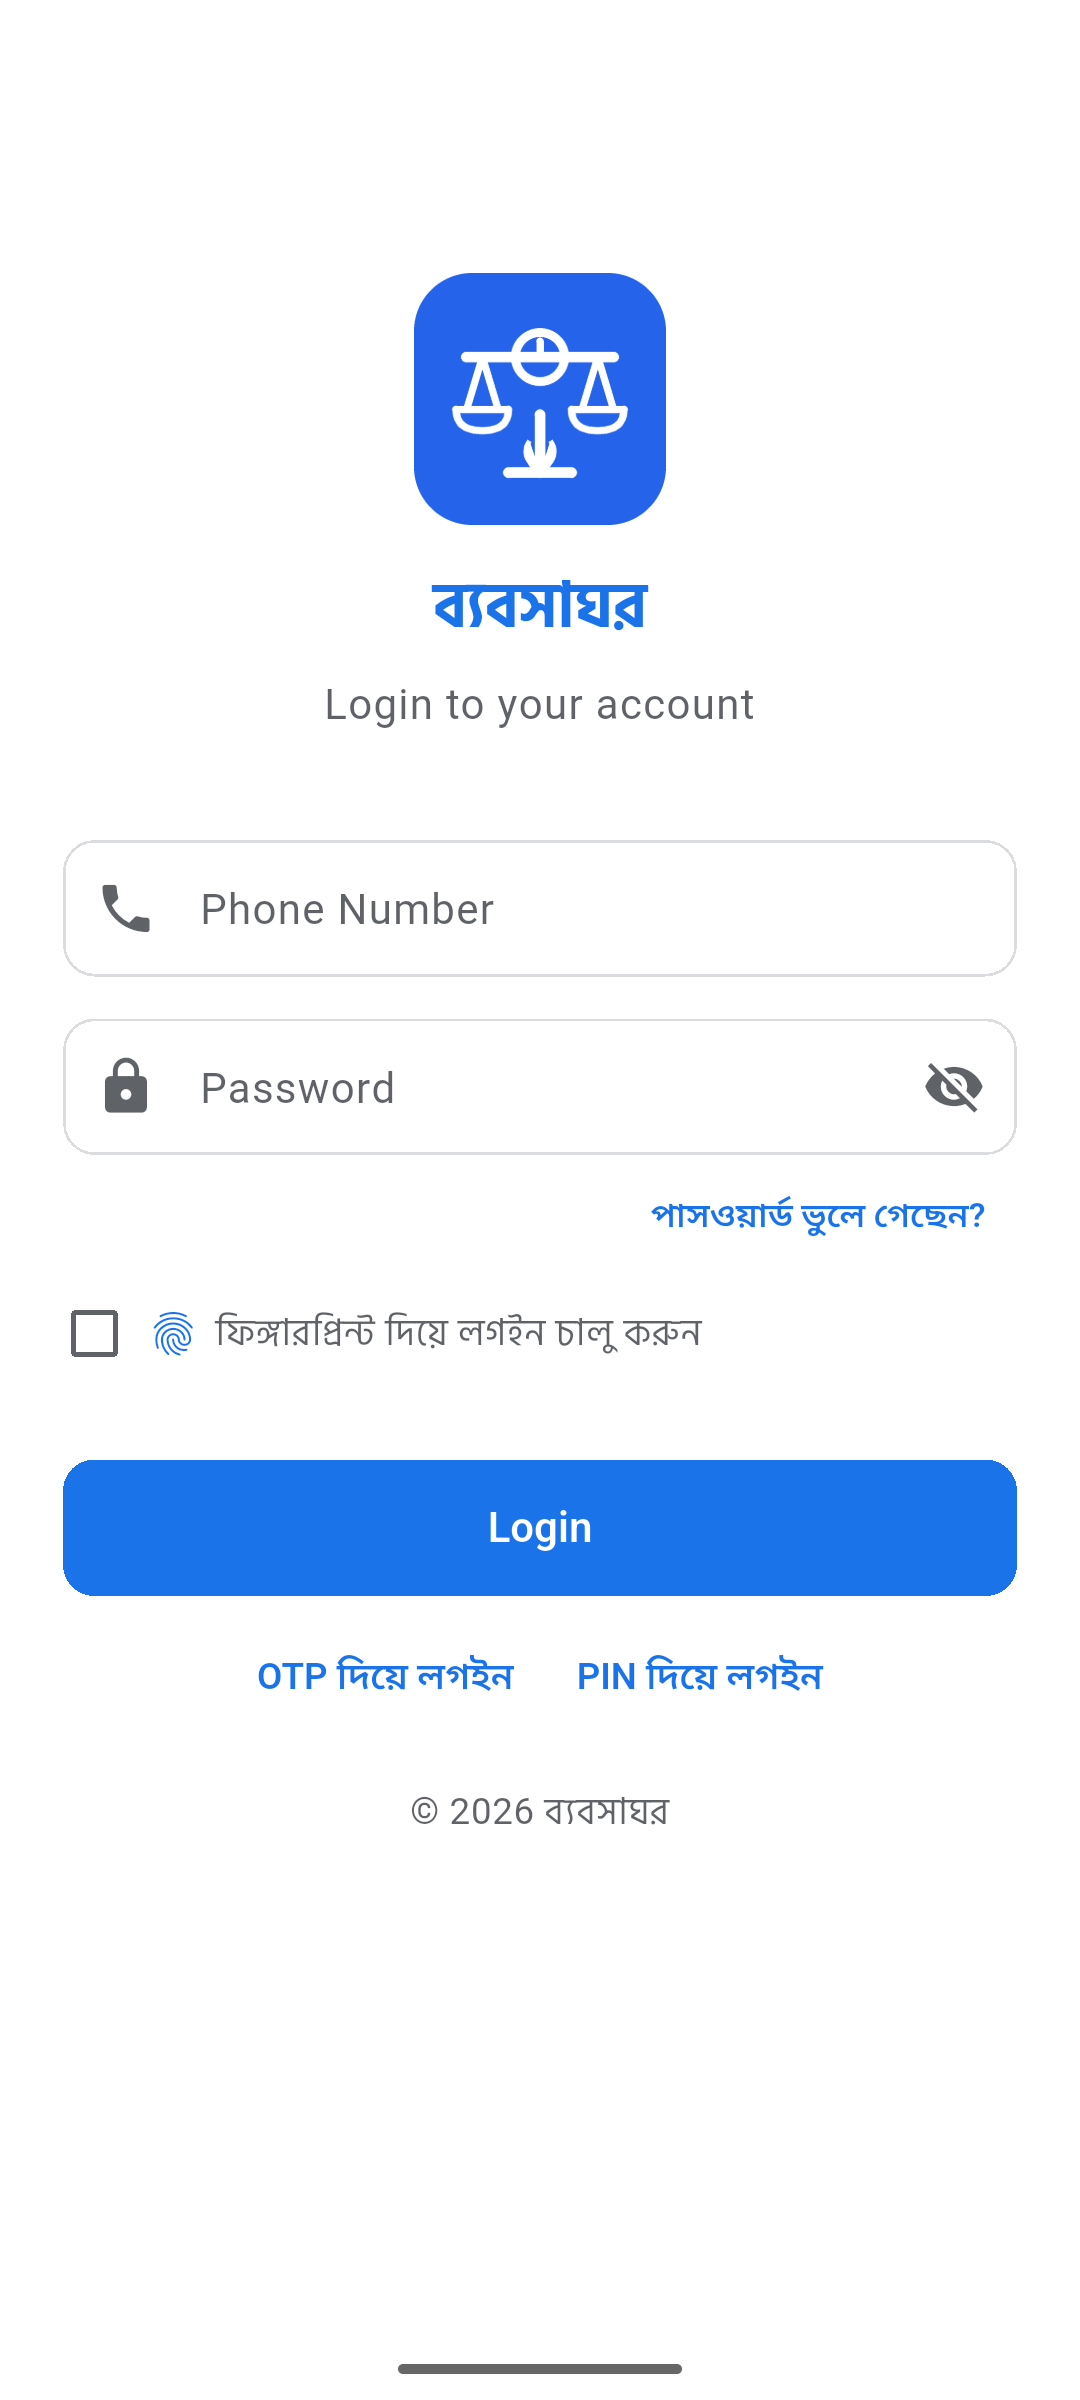 ব্যবসাঘর
Login to your account
Phone Number
Password
পাসওয়ার্ড ভুলে গেছেন?
ফিঙ্গারপ্রিন্ট দিয়ে লগইন চালু করুন
Login
OTP দিয়ে লগইন PIN দিয়ে লগইন
© 2026 ব্যবসাঘর